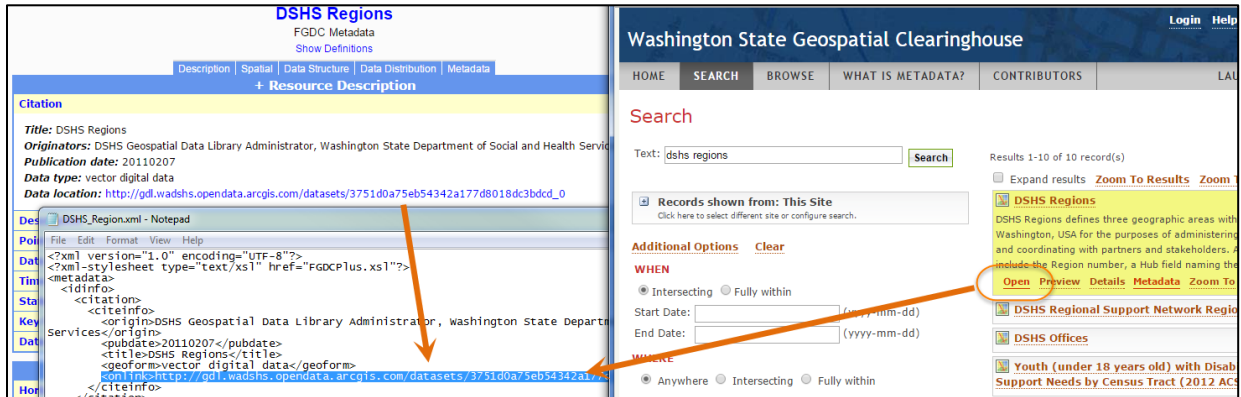 DSHS Regions
FGDC Metadata
Show Definitions
Description Spatial Data Structure Data Distribution Metadata
+ Resource Description
Citation
Title: DSHS Regions
Originators: DSHS Geospatial Data Library Administrator, Washington State Department of Social and Health
Publication date: 20110207
Data type: vector digital data
Data location: http://gdl.wadshs.opendata.arcgis.com/datasets/3751d0a75eb54342a177d8018dc3bdcd_0
DSHS_Region.xml - Notepad
File Edit Format View Help
<?xml version="1.0" encoding="UTF-8"?>
<?xml-stylesheet type="text/xsl" href="FGDCPlus.xsl"?>
<metadata>
<idinfo>
<citation>
<citeinfo>
<origin>DSHS Geospatial Data Library Administrator, Washington State
Services</origin>
<pubdate>20110207</pubdate>
<title>DSHS Regions</title>
<geoform>vector digital data</geoform>
<onlink>http://gdl.wadshs.opendata.arcgis.com/datasets/3751d0a75eb54342a177
</citeinfo>
Login Help
Washington State Geospatial Clearinghouse
HOME SEARCH BROWSE WHAT IS METADATA? CONTRIBUTORS
Search
Text: dshs regions Search
Records shown from: This Site
Click here to select different site or configure search.
Additional Options Clear
WHEN
Intersecting Fully within
Start Date: (yyyy-mm-dd)
End Date: (yyyy-mm-dd)
WHERE
Anywhere Intersecting Fully within
Results 1-10 of 10 record(s)
Expand results Zoom To Results Zoom
DSHS Regions
DSHS Regions defines three geographic areas with
Washington, USA for the purposes of administering
and coordinating with partners and stakeholders. A
include the Region number, a Hub field naming the
Open Preview Details Metadata Zoom To
DSHS Regional Support Network
DSHS Offices
Youth (under 18 years old) with
Support Needs by Census Tract (2012